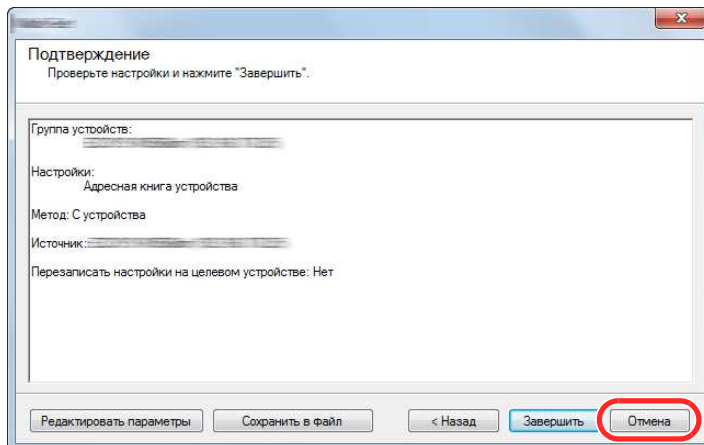 Подтверждение
Проверьте настройки и нажмите "Завершить".
Группа устройств:
Настройки:
Адресная книга устройства
Метод: С устройства
Источник:
Перезаписать настройки на целевом устройстве: Нет
Редактировать параметры
Сохранить в файл
< Назад
Завершить
Отмена